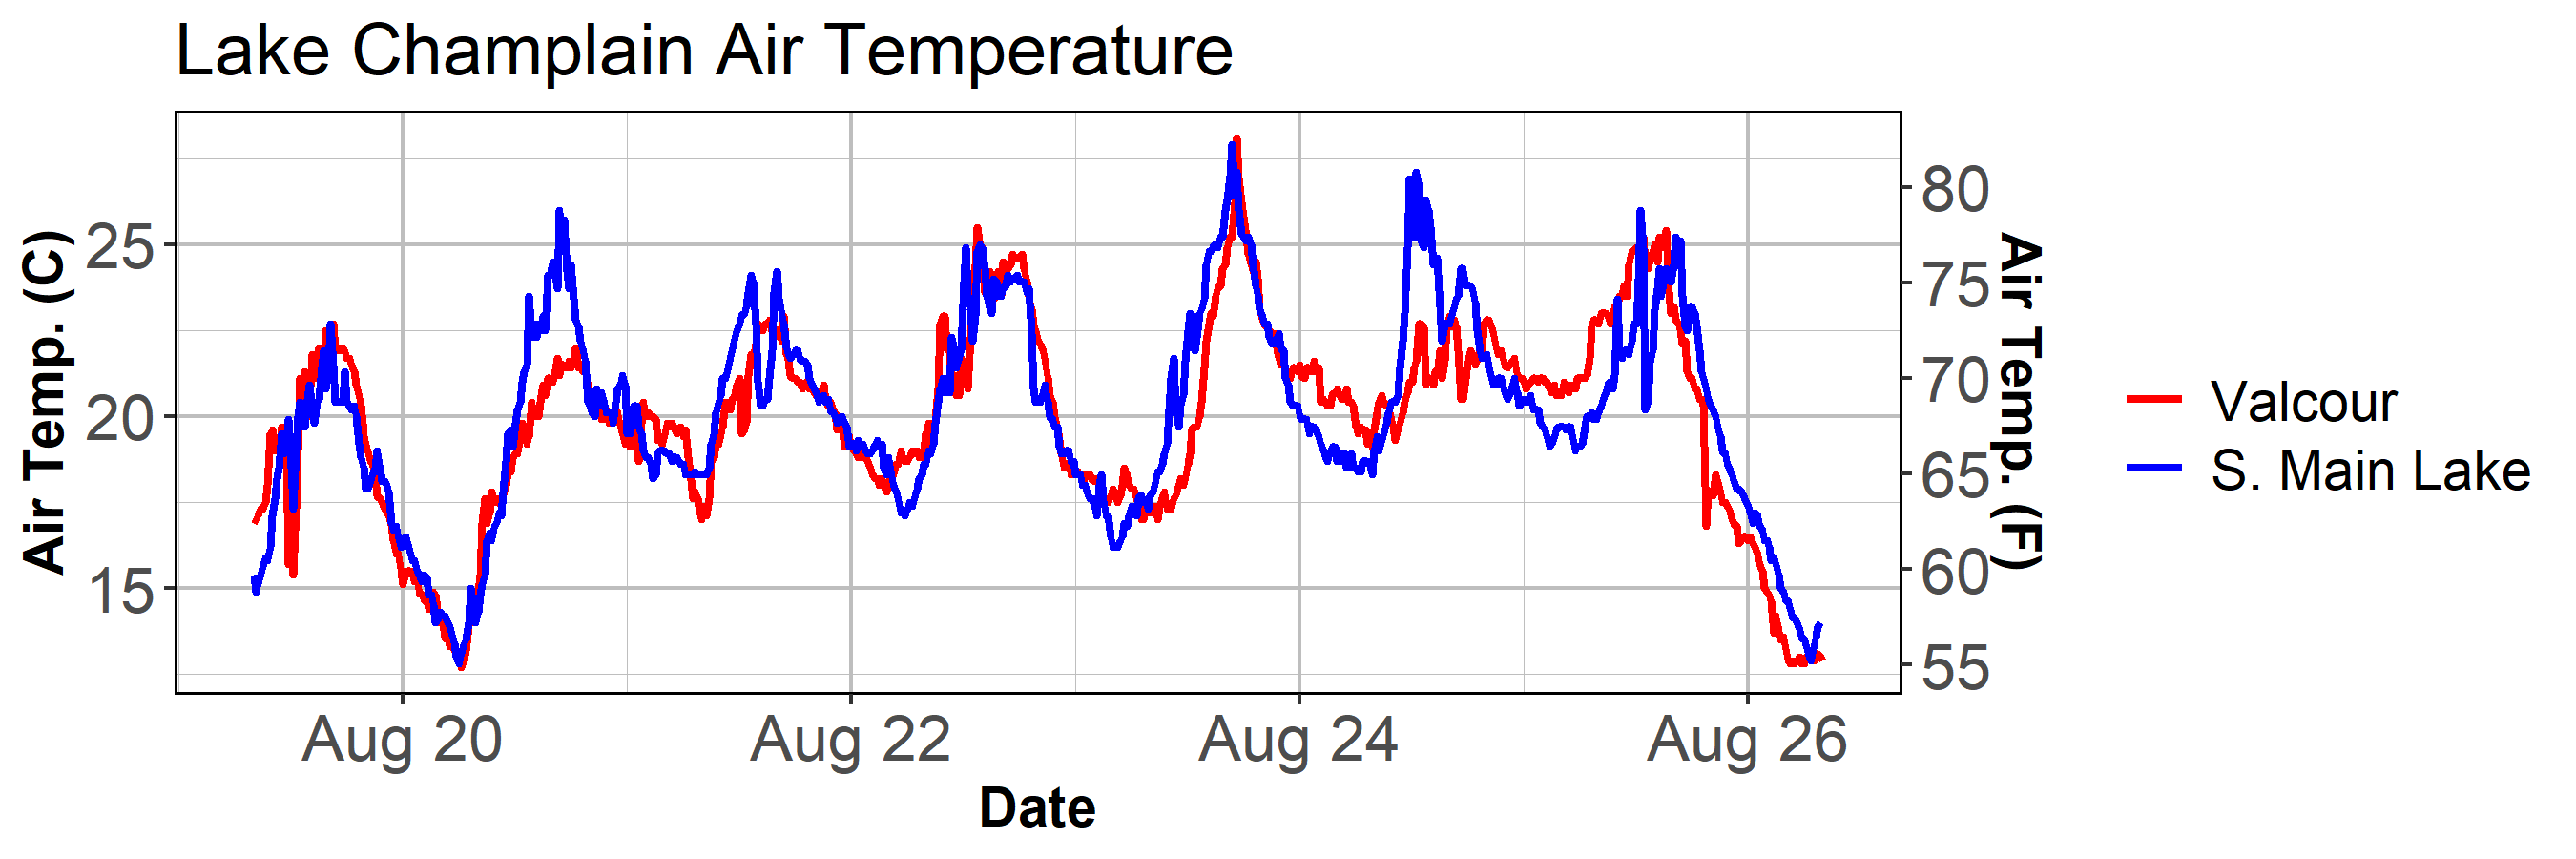 Lake Champlain Air Temperature
Air Temp. (C)
25
20
15
80
75
70
65
60
55
Air Temp. (F)
Aug 20
Aug 22
Aug 24
Aug 26
Date
Valcour
S. Main Lake